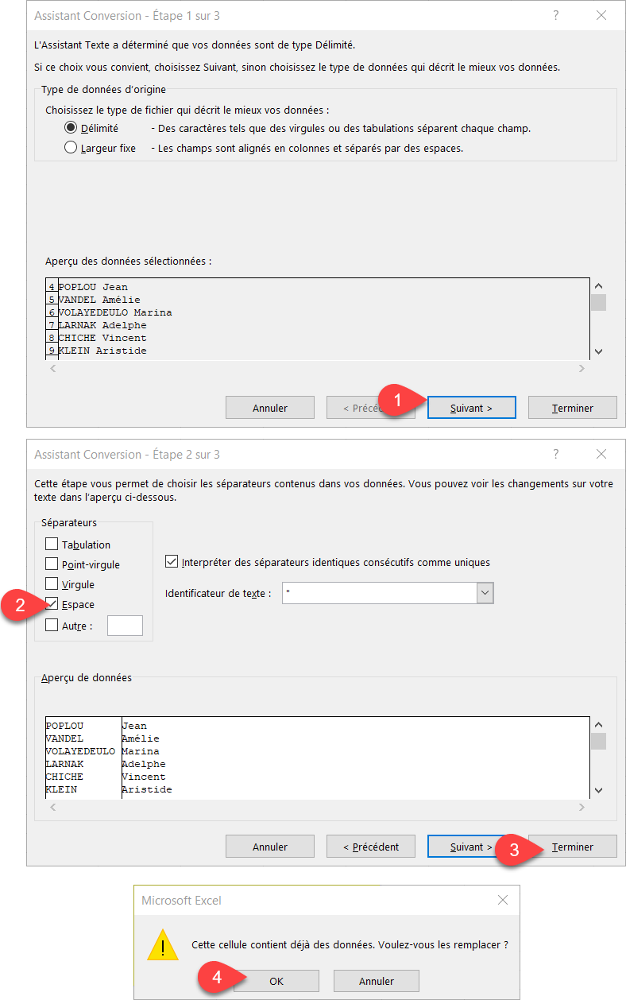 Assistant Conversion - Étape 1 sur 3 ?
L'Assistant Texte a déterminé que vos données sont de type Délimité.
Si ce choix vous convient, choisissez Suivant, sinon choisissez le type de données qui décrit le mieux vos données.
Type de données d'origine
Choisissez le type de fichier qui décrit le mieux vos données :
Délimité - Des caractères tels que des virgules ou des tabulations séparent chaque champ.
Largeur fixe - Les champs sont alignés en colonnes et séparés par des espaces.
Aperçu des données sélectionnées :
4 POPLOU Jean
5 VANDEL Amélie
6 VOLAYEDEULO Marina
7 LARNAK Adelphe
8 CHICHE Vincent
9 KLEIN Aristide
Annuler < Précé 1 Suivant > Terminer
Assistant Conversion - Étape 2 sur 3 ?
Cette étape vous permet de choisir les séparateurs contenus dans vos données. Vous pouvez voir les changements sur votre
texte dans l'aperçu ci-dessous.
Séparateurs
Tabulation
Point-virgule
Virgule
2 Espace
Autre :
Interpréter des séparateurs identiques consécutifs comme uniques
Identificateur de texte : "
Aperçu de données
POPLOU Jean
VANDEL Amélie
VOLAYEDEULO Marina
LARNAK Adelphe
CHICHE Vincent
KLEIN Aristide
Annuler < Précédent Suivant > 3 Terminer
Microsoft Excel
Cette cellule contient déjà des données. Voulez-vous les remplacer ?
4 OK Annuler